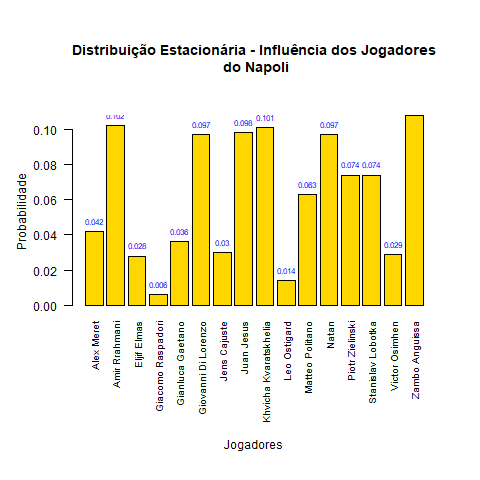 Distribuição Estacionária - Influência dos Jogadores
do Napoli
Probabilidade
0.10
0.08
0.06
0.04
0.02
0.00
0.042
0.102
0.028
0.006
0.036
0.097
0.03
0.098
0.101
0.014
0.063
0.097
0.074
0.074
0.029
Alex Meret
Amir Rrahmani
Eljif Elmas
Giacomo Raspadori
Gianluca Gaetano
Giovanni Di Lorenzo
Jens Cajuste
Juan Jesus
Khvicha Kvaratskhelia
Leo Ostigard
Matteo Politano
Natan
Piotr Zielinski
Stanislav Lobotka
Victor Osimhen
Zambo Anguissa
Jogadores